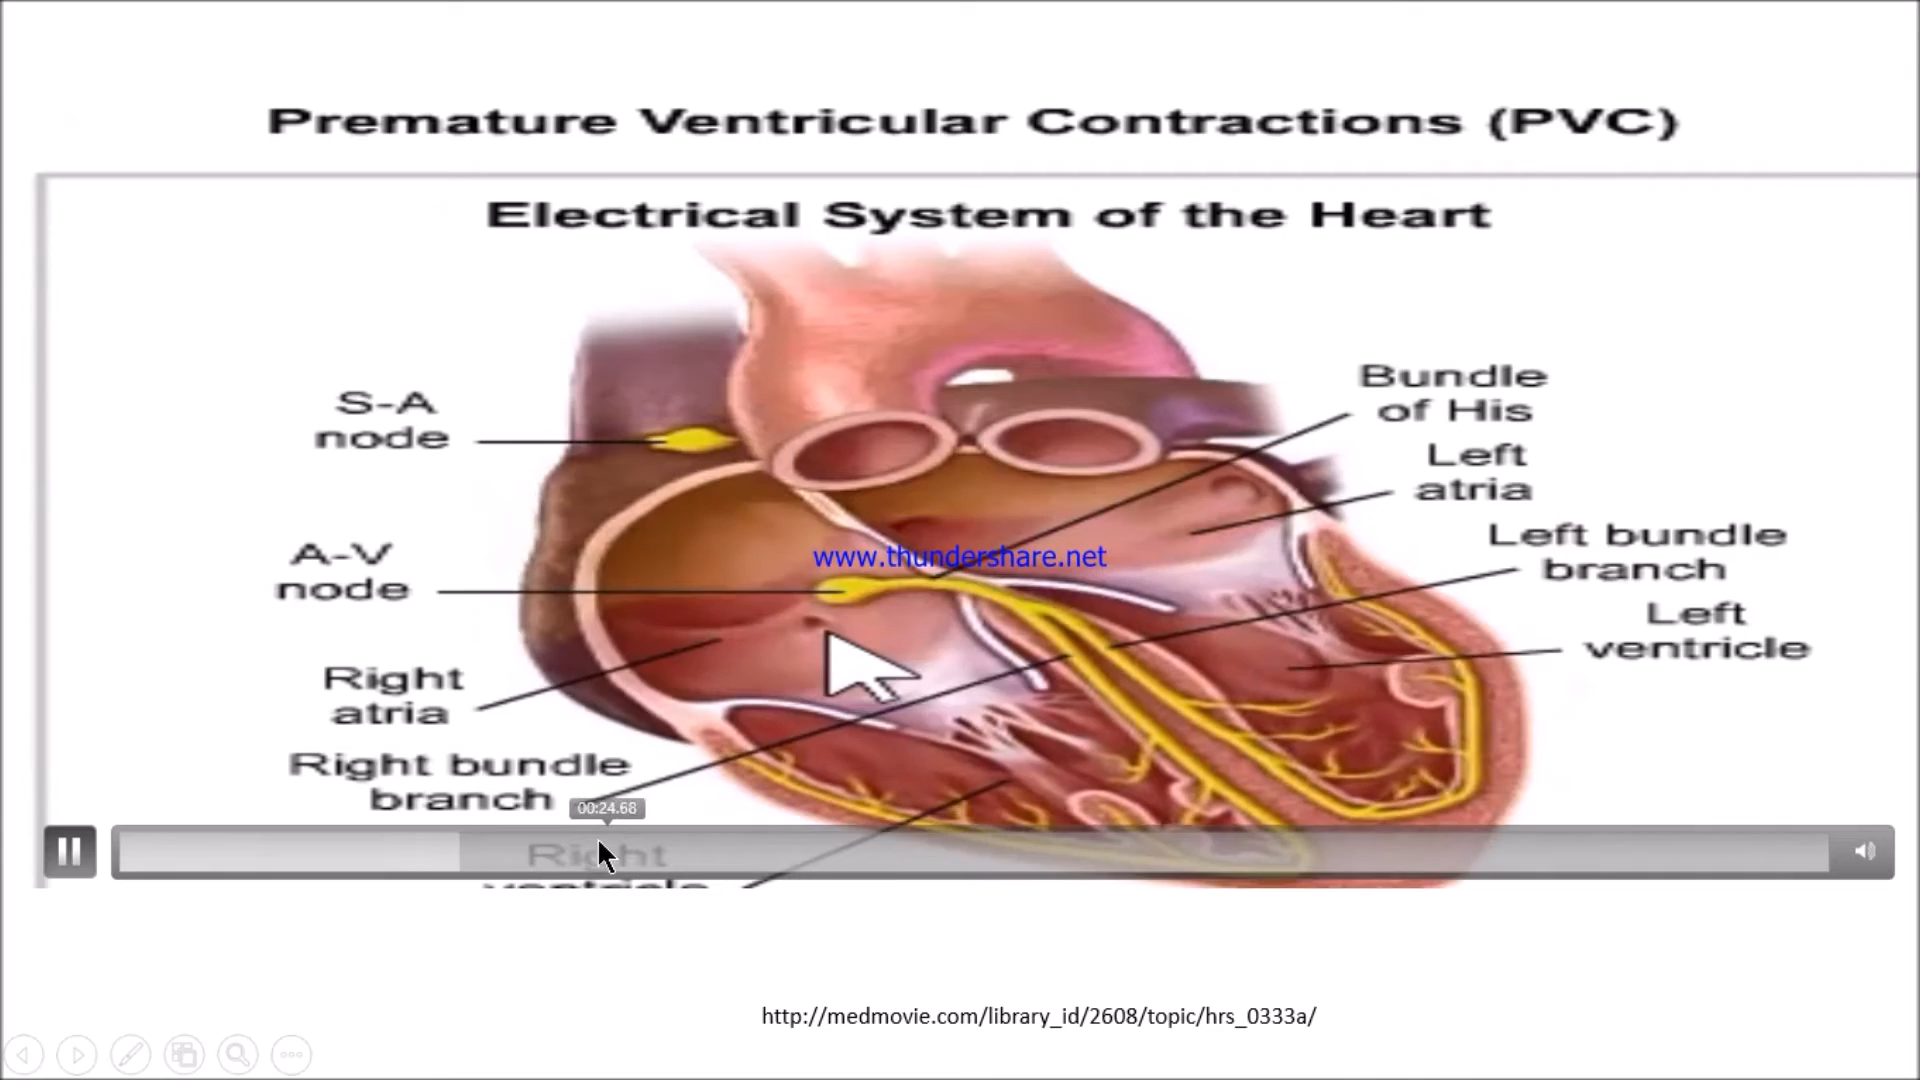 Premature Ventricular Contractions (PVC)
Electrical System of the Heart
S-A
node
A-V
node
Right
atria
Right bundle
branch
Right
ventricle
Bundle
of His
Left
atria
Left bundle
branch
Left
ventricle
www.thundershare.net
00:24.68
http://medmovie.com/library_id/2608/topic/hrs_0333a/